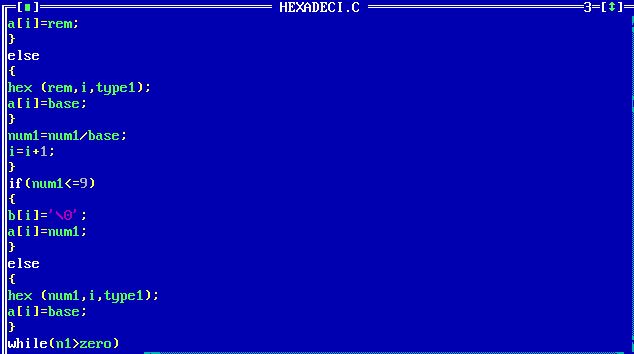 [■] HEXADECI.C 3=[↕]
a[i]=rem;
}
else
{
hex (rem,i,type1);
a[i]=base;
}
num1=num1/base;
i=i+1;
}
if(num1<=9)
{
b[i]='\0';
a[i]=num1;
}
else
{
hex (num1,i,type1);
a[i]=base;
}
while(n1>zero)